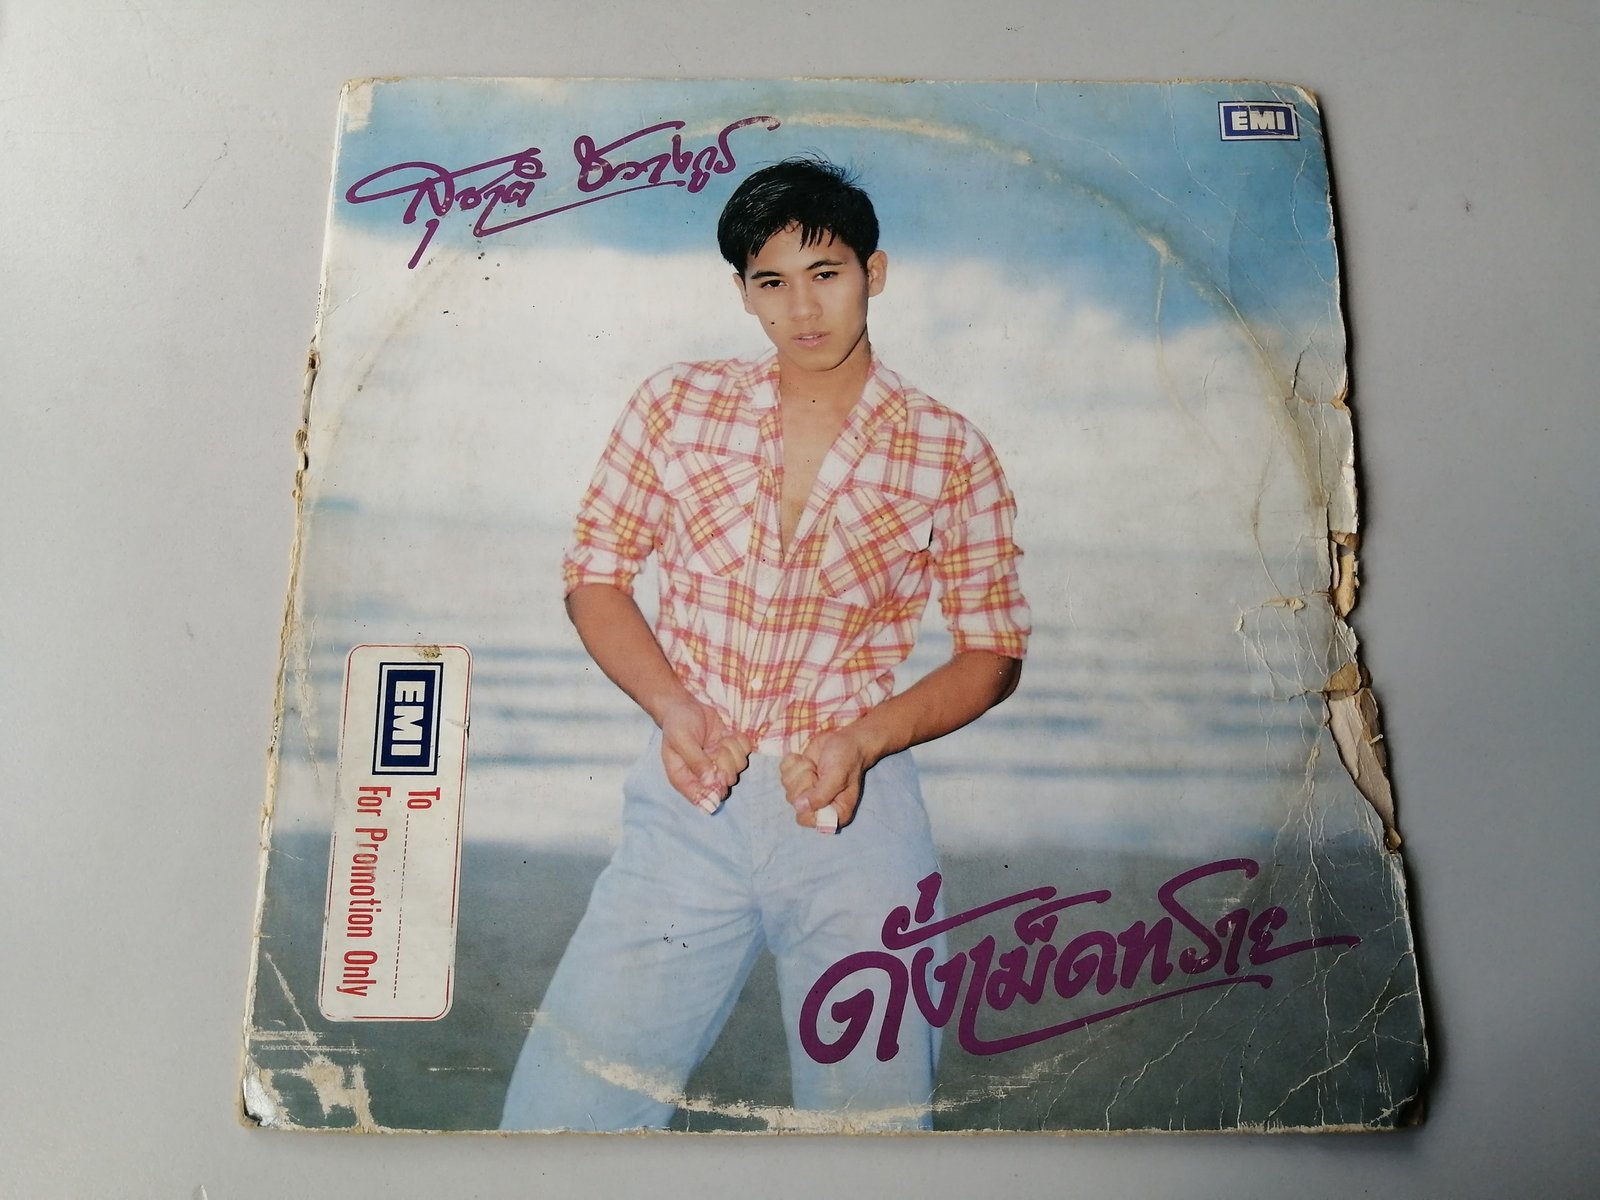 สุชาติ ชวางกูร
EMI
EMI
To
For Promotion Only
ดั่งเม็ดทราย